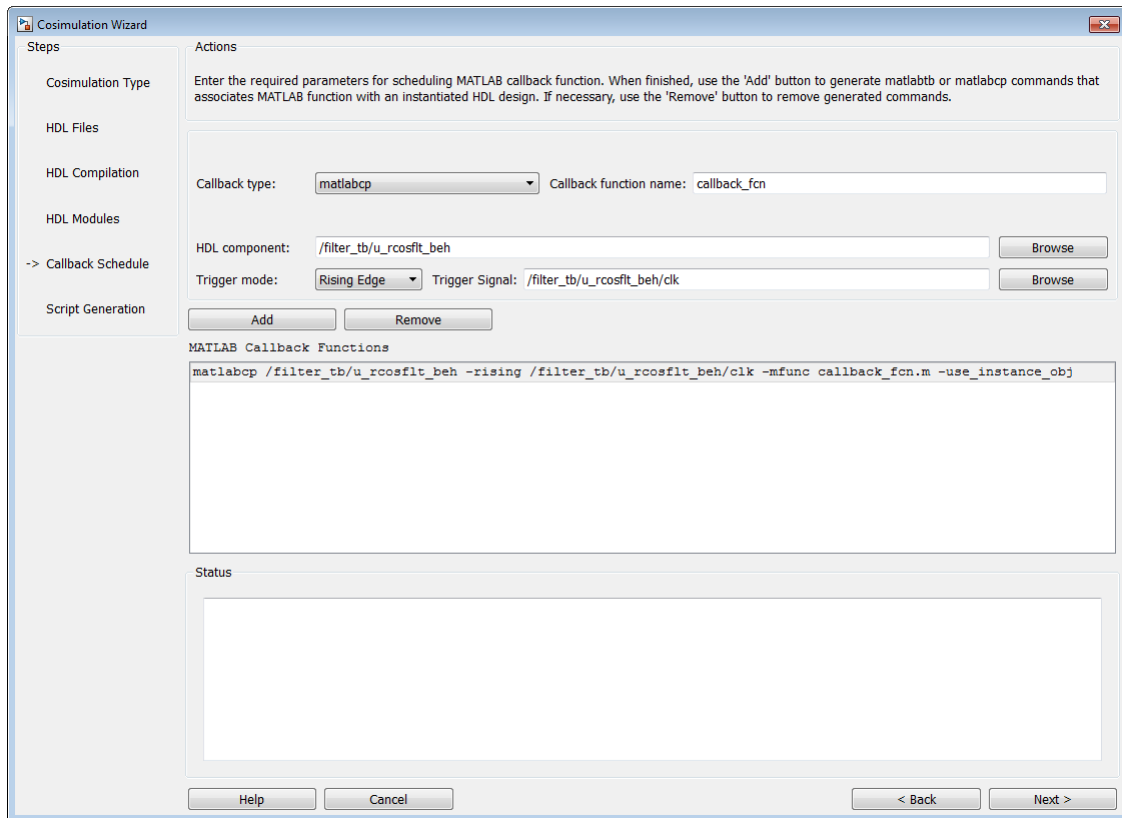 Cosimulation Wizard
Steps
Cosimulation Type
HDL Files
HDL Compilation
HDL Modules
-> Callback Schedule
Script Generation
Actions
Enter the required parameters for scheduling MATLAB callback function. When finished, use the 'Add' button to generate matlabtb or matlabcp commands that
associates MATLAB function with an instantiated HDL design. If necessary, use the 'Remove' button to remove generated commands.
Callback type: matlabcp Callback function name: callback_fcn
HDL component: /filter_tb/u_rcosflt_beh Browse
Trigger mode: Rising Edge Trigger Signal: /filter_tb/u_rcosflt_beh/clk Browse
Add Remove
MATLAB Callback Functions
matlabcp /filter_tb/u_rcosflt_beh -rising /filter_tb/u_rcosflt_beh/clk -mfunc callback_fcn.m -use_instance_obj
Status
Help Cancel < Back Next >